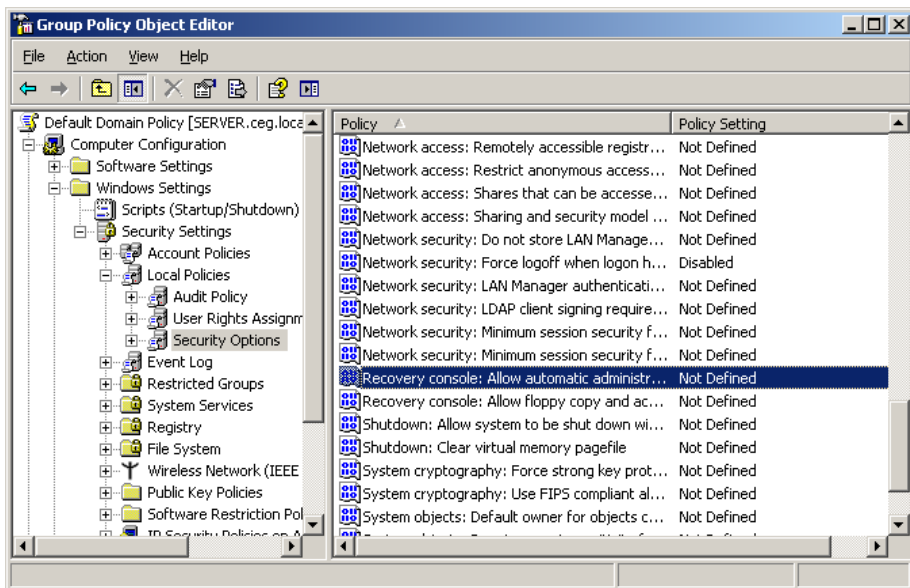 Group Policy Object Editor
File Action View Help
Default Domain Policy [SERVER.ceg.loca
Computer Configuration
Software Settings
Windows Settings
Scripts (Startup/Shutdown)
Security Settings
Account Policies
Local Policies
Audit Policy
User Rights Assignm
Security Options
Event Log
Restricted Groups
System Services
Registry
File System
Wireless Network (IEEE
Public Key Policies
Software Restriction Pol
IP Security Policies on A
Policy Policy Setting
Network access: Remotely accessible registr... Not Defined
Network access: Restrict anonymous access... Not Defined
Network access: Shares that can be accesse... Not Defined
Network access: Sharing and security model ... Not Defined
Network security: Do not store LAN Manage... Not Defined
Network security: Force logoff when logon h... Disabled
Network security: LAN Manager authenticati... Not Defined
Network security: LDAP client signing require... Not Defined
Network security: Minimum session security f... Not Defined
Network security: Minimum session security f... Not Defined
Recovery console: Allow automatic administr... Not Defined
Recovery console: Allow floppy copy and ac... Not Defined
Shutdown: Allow system to be shut down wi... Not Defined
Shutdown: Clear virtual memory pagefile Not Defined
System cryptography: Force strong key prot... Not Defined
System cryptography: Use FIPS compliant al... Not Defined
System objects: Default owner for objects c... Not Defined